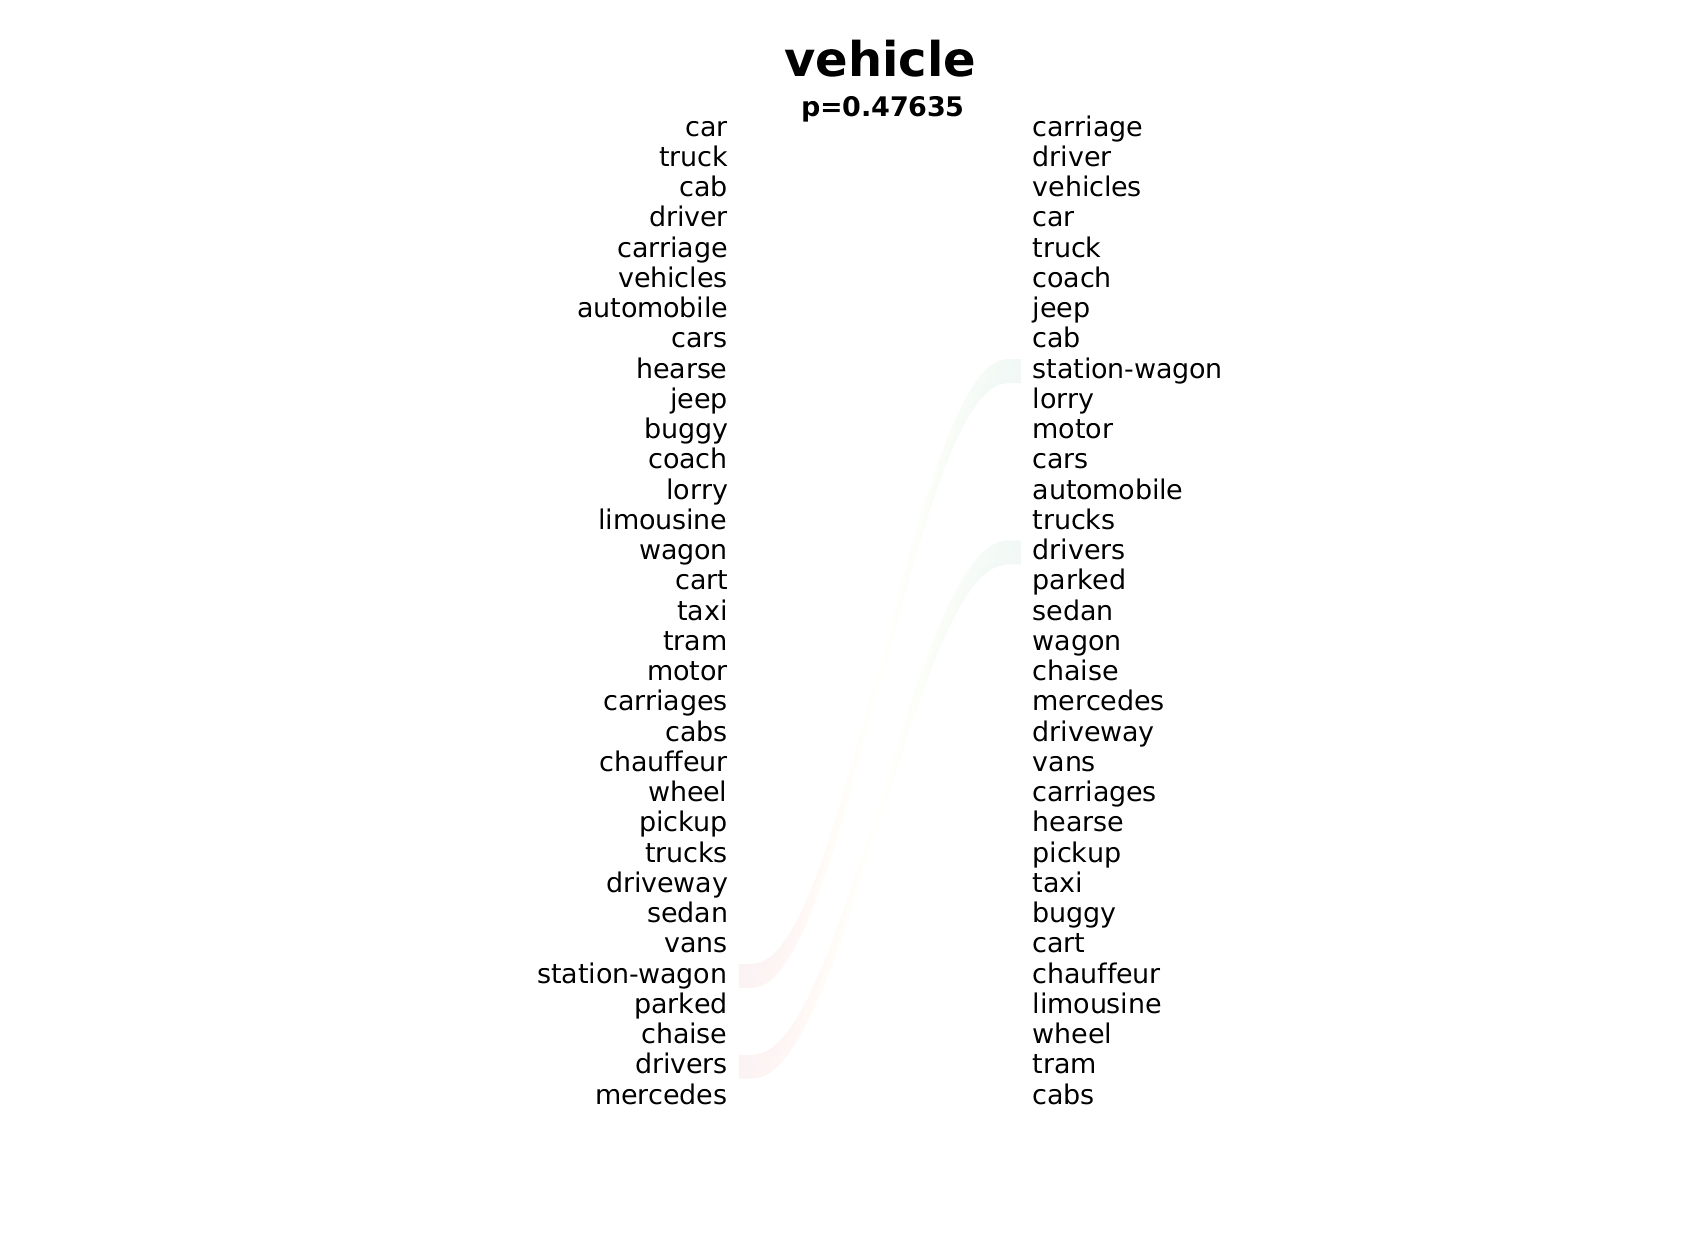 vehicle
p=0.47635
car
truck
cab
driver
carriage
vehicles
automobile
cars
hearse
jeep
buggy
coach
lorry
limousine
wagon
cart
taxi
tram
motor
carriages
cabs
chauffeur
wheel
pickup
trucks
driveway
sedan
vans
station-wagon
parked
chaise
drivers
mercedes
carriage
driver
vehicles
car
truck
coach
jeep
cab
station-wagon
lorry
motor
cars
automobile
trucks
drivers
parked
sedan
wagon
chaise
mercedes
driveway
vans
carriages
hearse
pickup
taxi
buggy
cart
chauffeur
limousine
wheel
tram
cabs